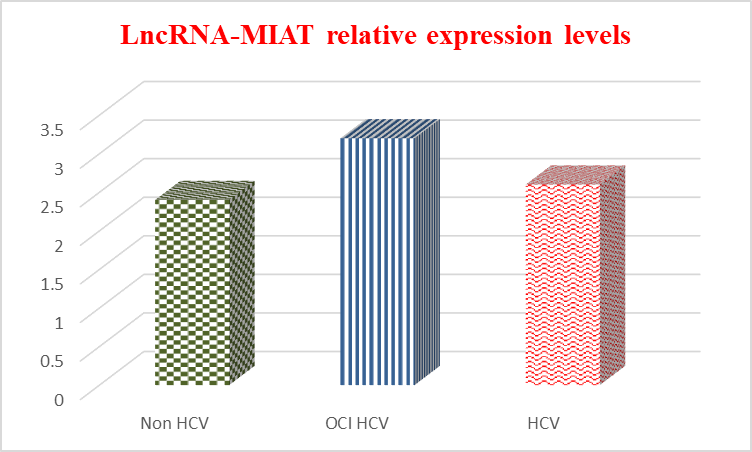 LncRNA-MIAT relative expression levels
3.5
3
2.5
2
1.5
1
0.5
0
Non HCV
OCI HCV
HCV